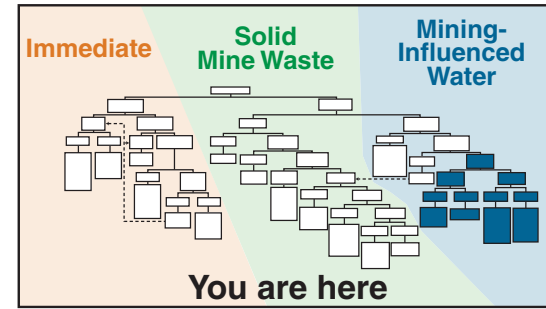 Immediate
Solid
Mine Waste
Mining-
Influenced
Water
You are here